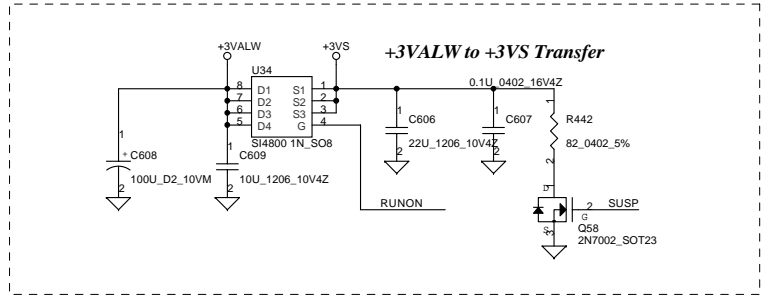 +3VALW to +3VS Transfer
+3VALW
+3VS
U34
8 D1 S1 1
7 D2 S2 2
6 D3 S3 3
5 D4 G 4
SI4800 1N_SO8
1
+ C608
100U_D2_10VM
2
1
C609
10U_1206_10V4Z
2
1
C606
22U_1206_10V4Z
2
0.1U_0402_16V4Z
1
C607
2
1
R442
82_0402_5%
2
RUNON
D
1
2
G
SUSP
S
3
Q58
2N7002_SOT23